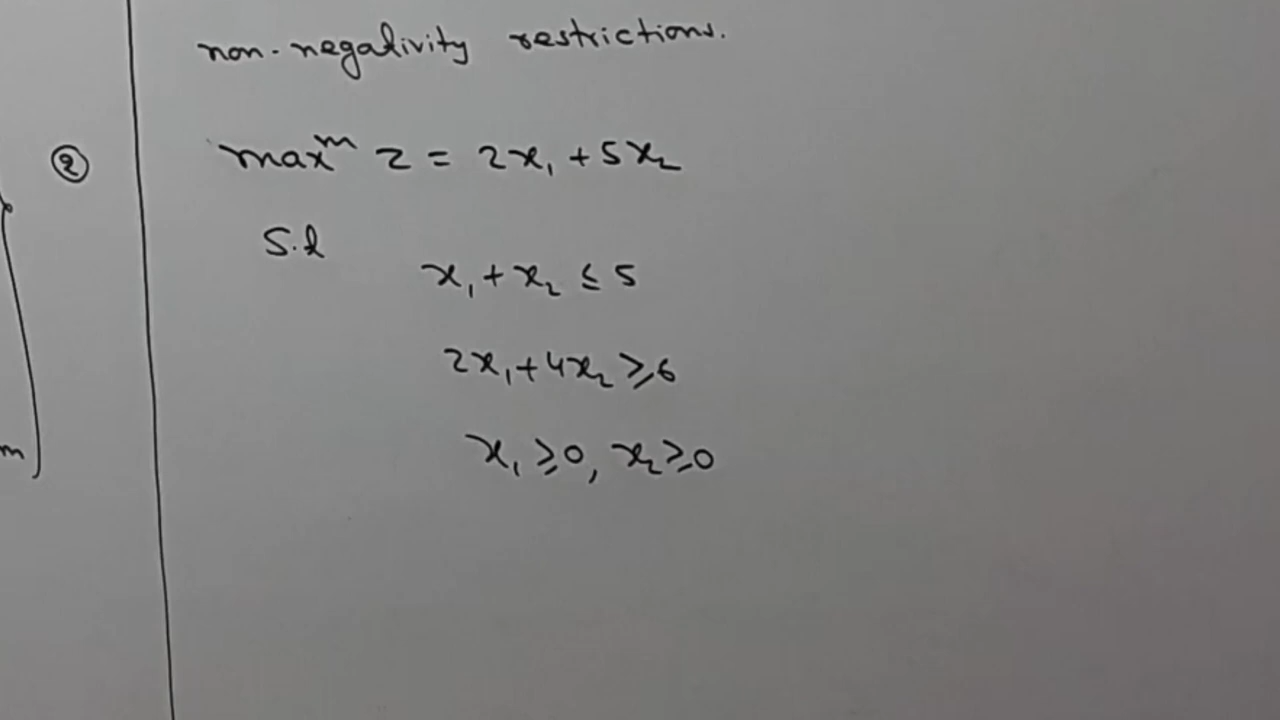 non-negativity restrictions.
② maxᵐ z = 2x₁ + 5x₂
S.t
x₁ + x₂ ≤ 5
2x₁ + 4x₂ ≥ 6
x₁ ≥ 0, x₂ ≥ 0
m